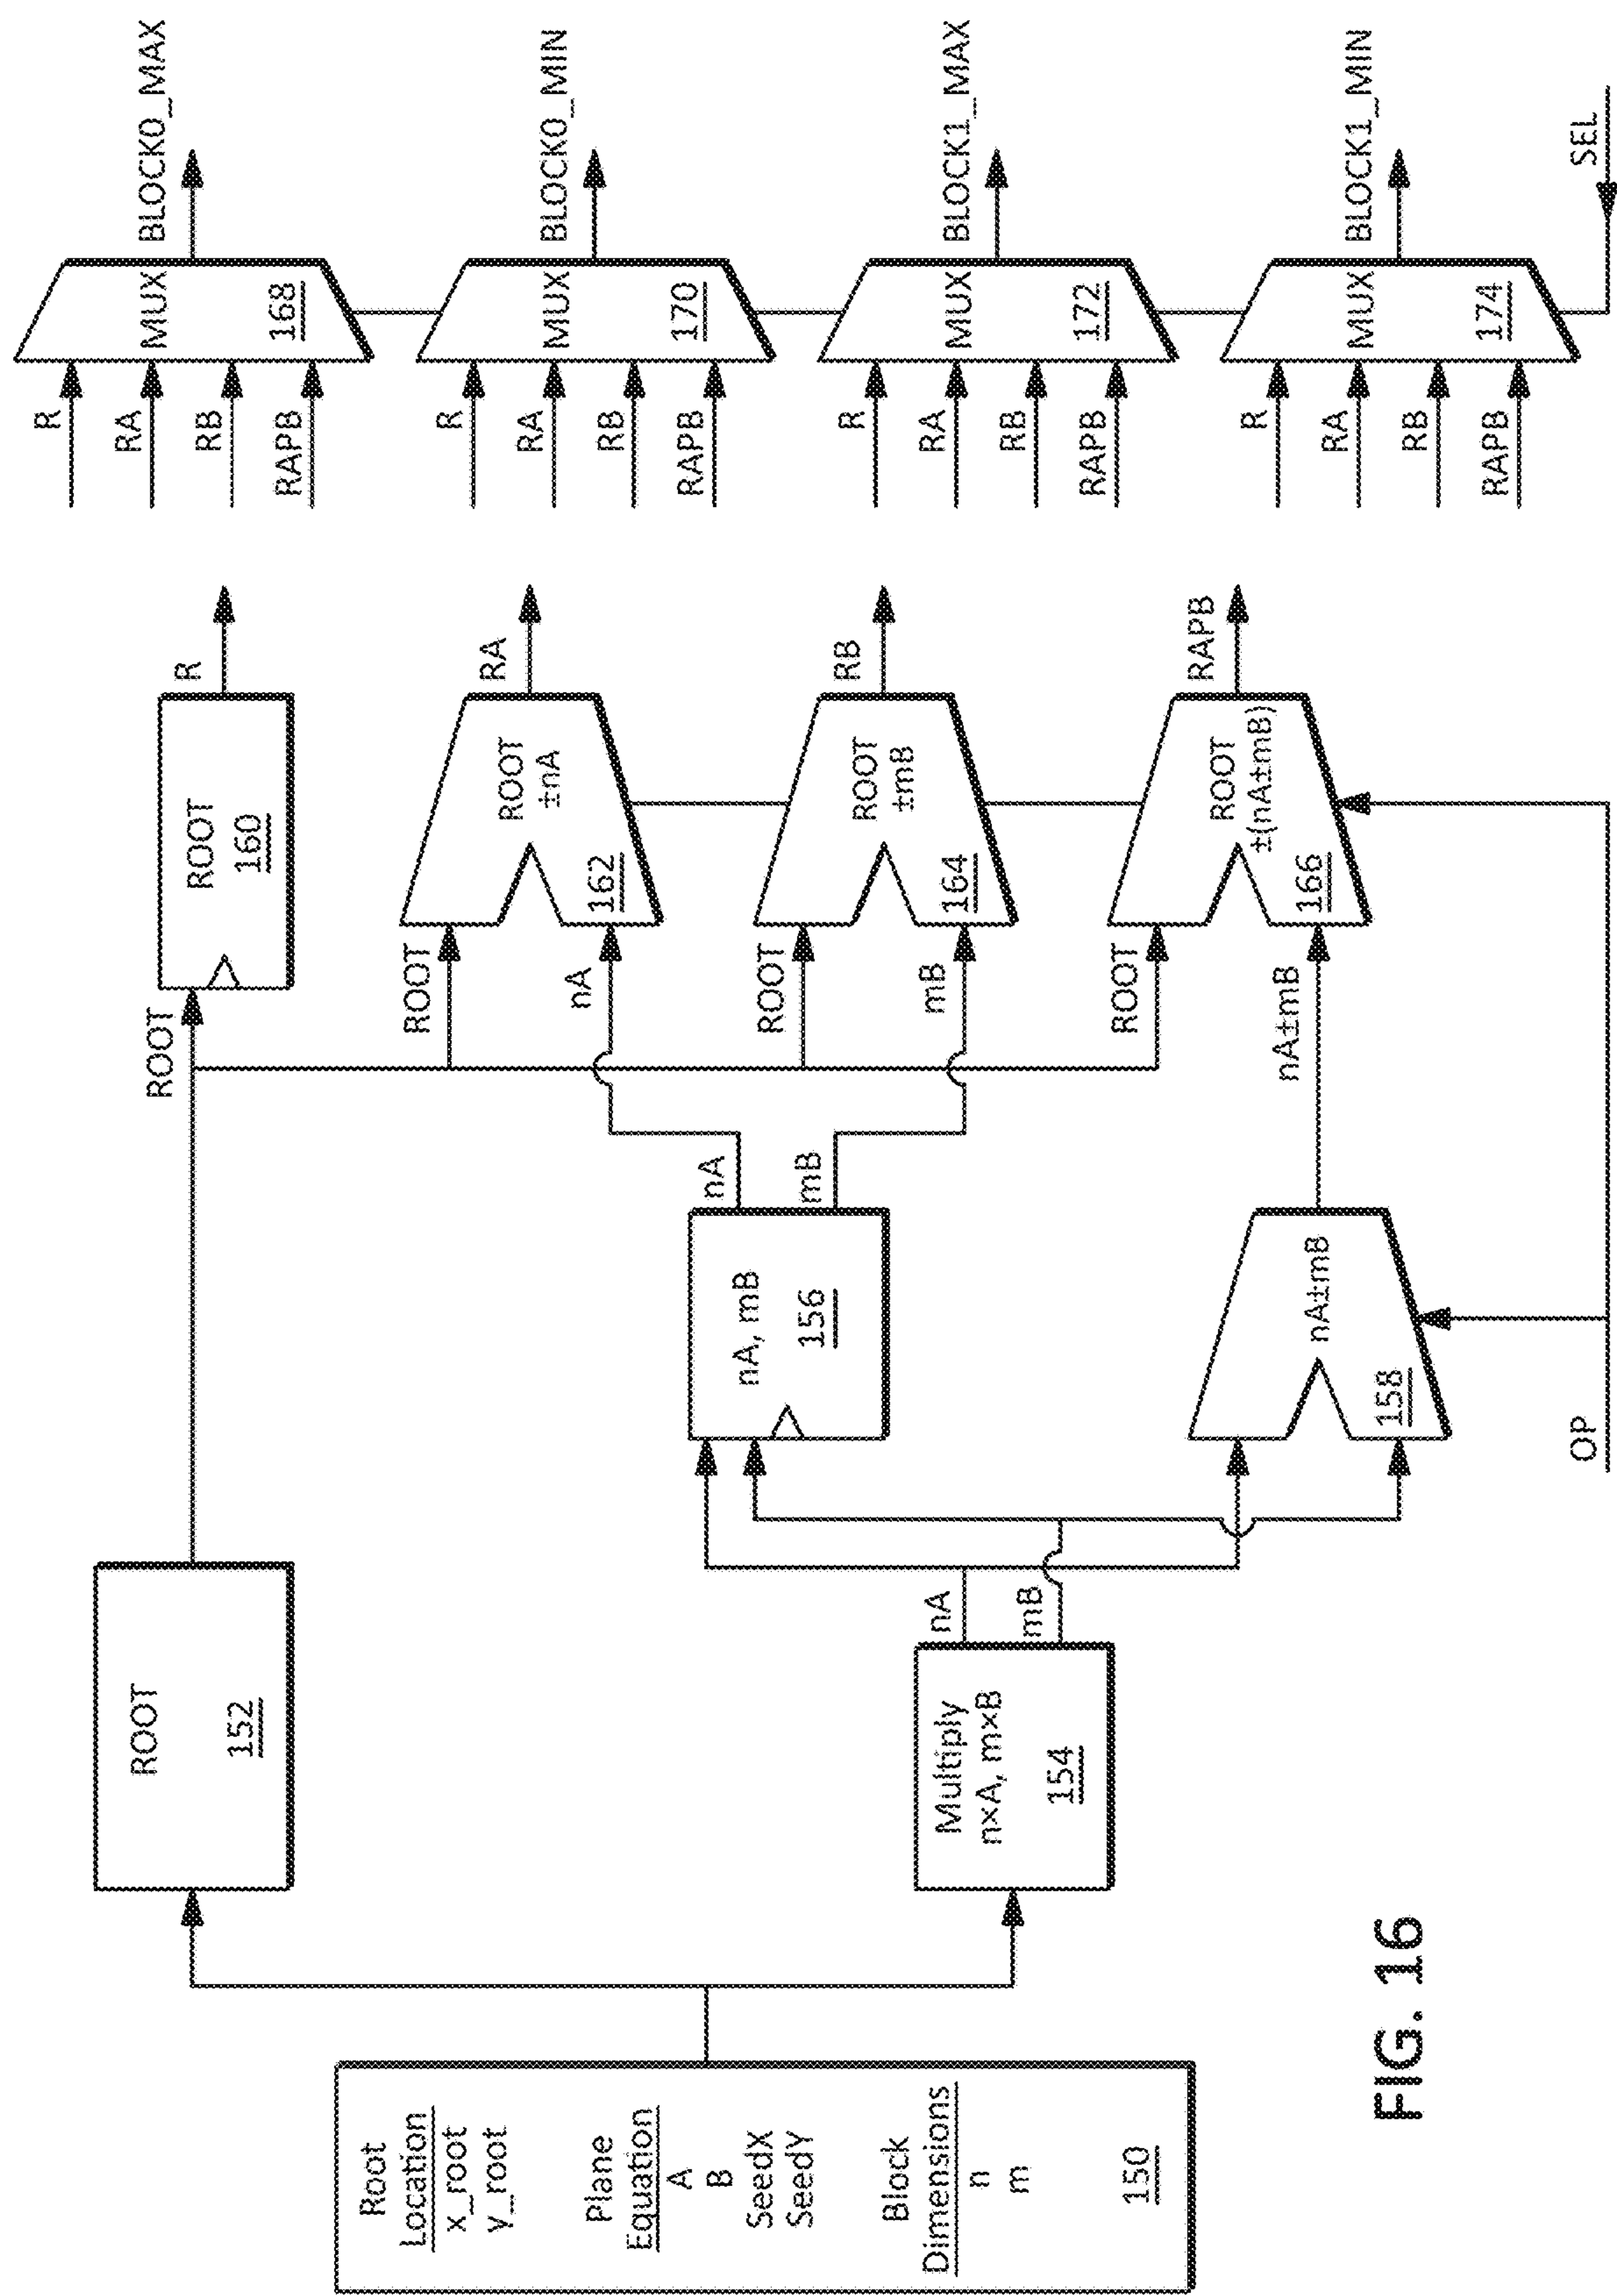 Root
Location
x_root
y_root
Plane
Equation
A
B
SeedX
SeedY
Block
Dimensions
n
m
150
ROOT
152
Multiply
n×A, m×B
154
nA
mB
nA, mB
156
nA
mB
nA±mB
158
OP
ROOT
ROOT
160
R
ROOT
nA
ROOT
±nA
162
RA
ROOT
mB
ROOT
±mB
164
RB
ROOT
nA±mB
ROOT
±(nA±mB)
166
RAPB
R
RA
RB
RAPB
MUX
168
BLOCK0_MAX
R
RA
RB
RAPB
MUX
170
BLOCK0_MIN
R
RA
RB
RAPB
MUX
172
BLOCK1_MAX
R
RA
RB
RAPB
MUX
174
BLOCK1_MIN
SEL
FIG. 16